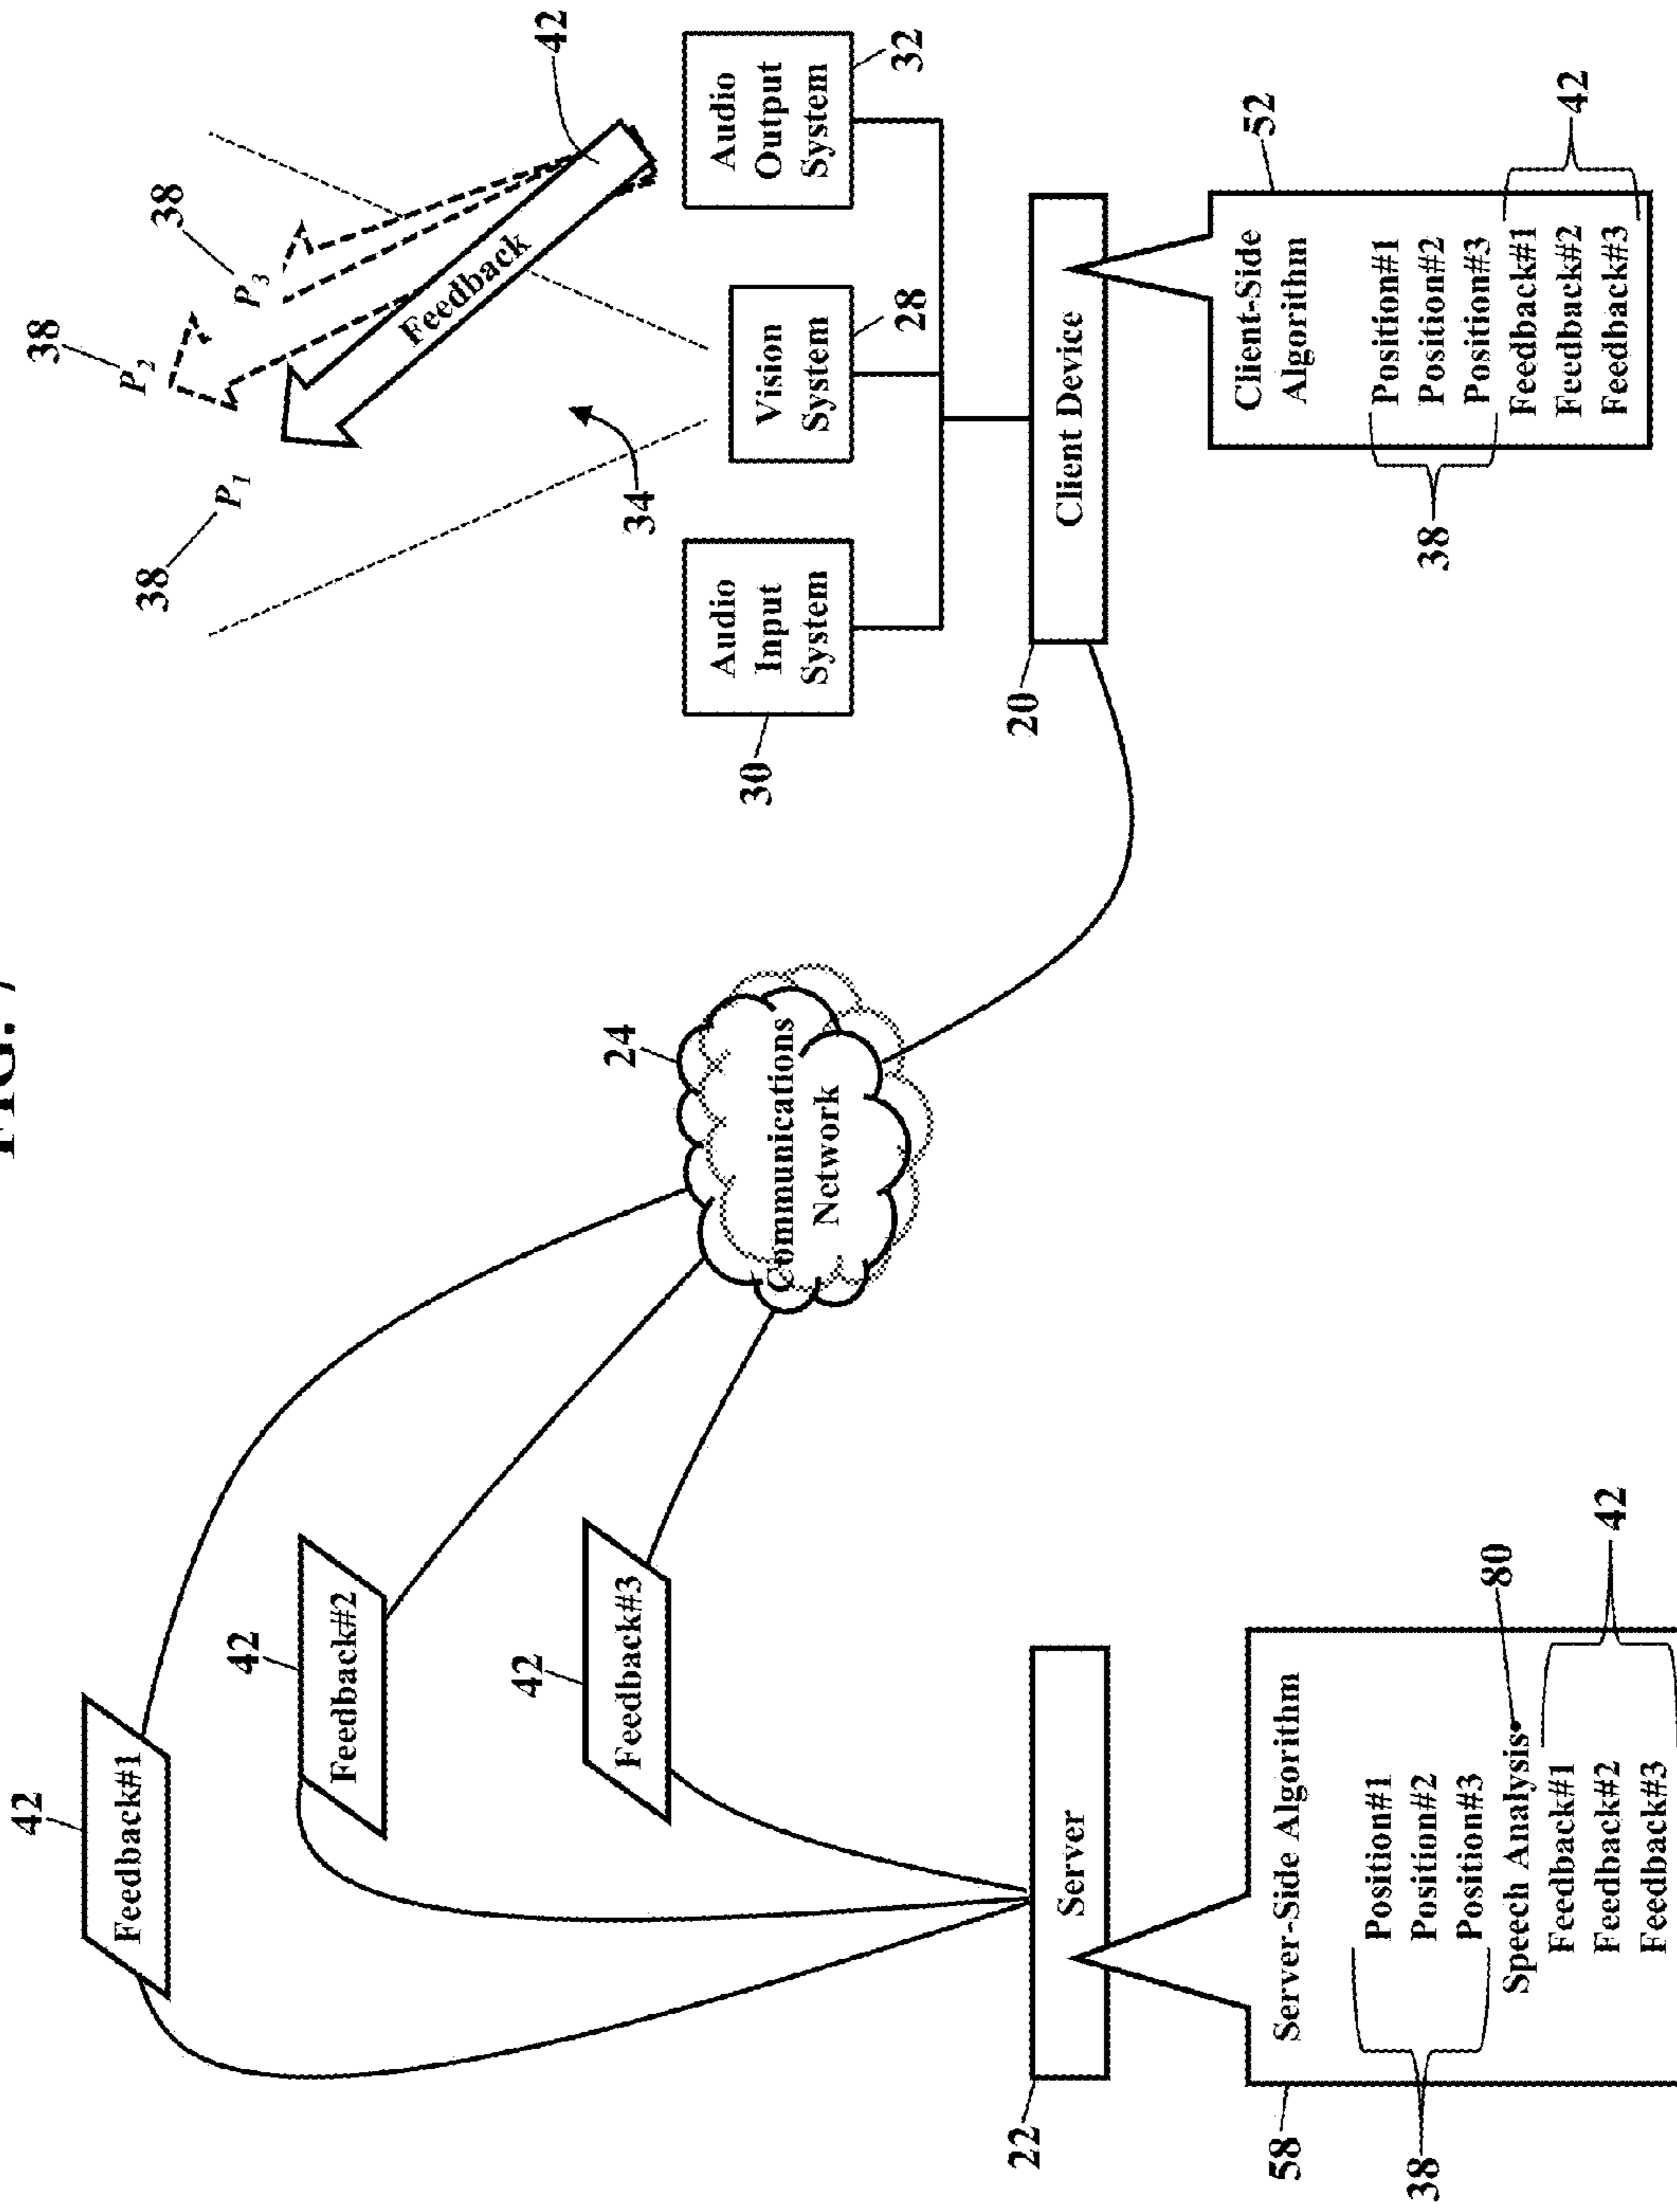 FIG. 7
42
Feedback#1
42
Feedback#2
42
Feedback#3
24
Communications
Network
38
P1
38
P2
38
P3
Feedback
42
34
Audio
Input
System
30
Vision
System
28
Audio
Output
System
32
20
Client Device
22
Server
58
Server-Side Algorithm
38
Position#1
Position#2
Position#3
Speech Analysis
80
Feedback#1
Feedback#2
Feedback#3
42
52
Client-Side
Algorithm
38
Position#1
Position#2
Position#3
Feedback#1
Feedback#2
Feedback#3
42